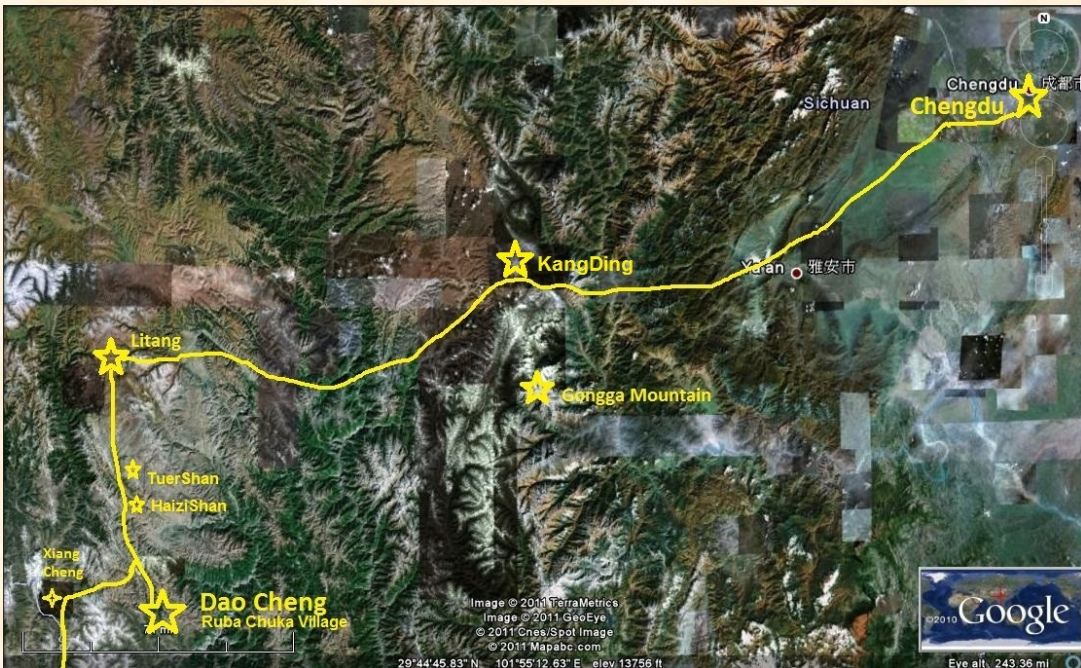 N
Chengdu 成都市
Chengdu
Sichuan
KangDing
Ya'an 雅安市
Litang
Gongga Mountain
TuerShan
HaiziShan
Xiang
Cheng
Dao Cheng
Ruba Chuka Village
Image © 2011 TerraMetrics
Image © 2011 GeoEye
© 2011 Cnes/Spot Image
© 2011 Mapabc.com
©2010 Google
29°44'45.83" N 101°55'12.63" E elev 13756 ft
Eye alt 243.36 mi